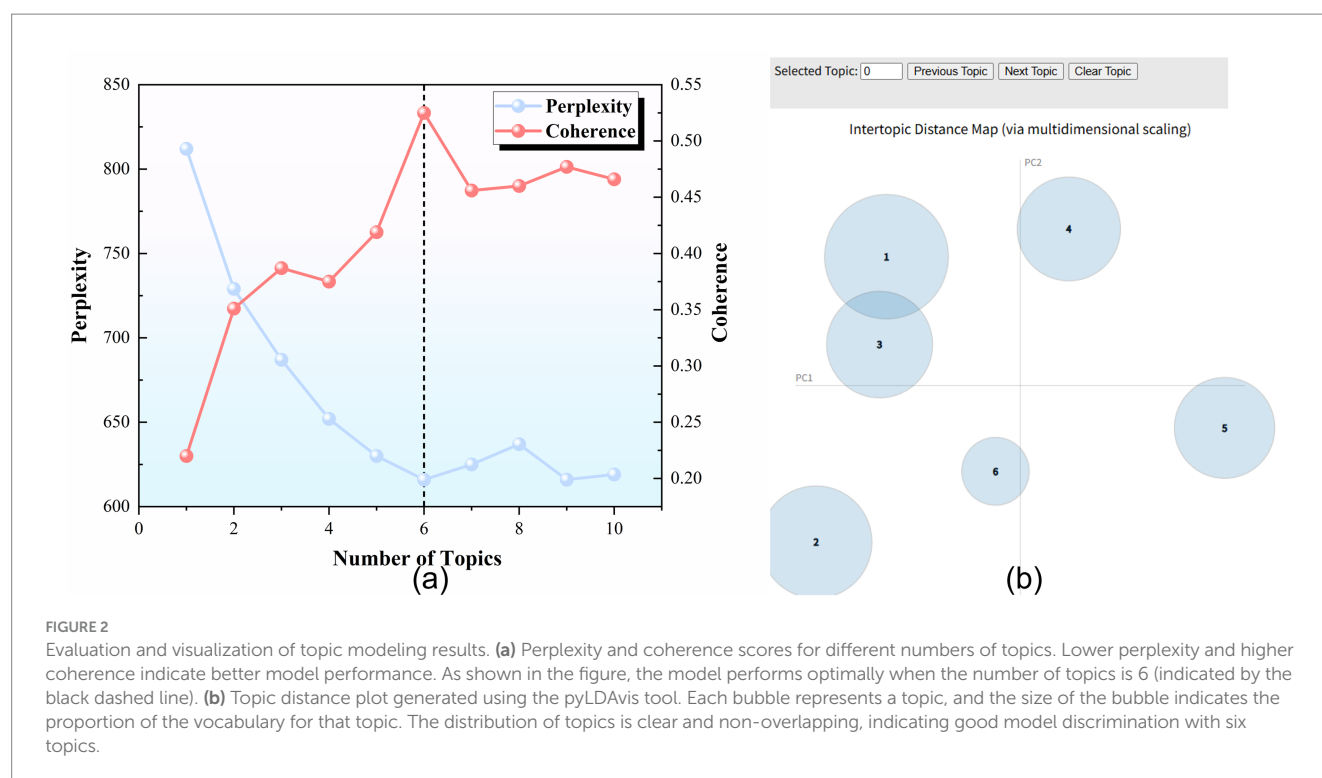 850
800
750
700
650
600
Perplexity
0
2
4
6
8
10
Number of Topics
(a)
0.55
0.50
0.45
0.40
0.35
0.30
0.25
0.20
Coherence
Perplexity
Coherence
Selected Topic: 0 Previous Topic Next Topic Clear Topic
Intertopic Distance Map (via multidimensional scaling)
PC2
4
1
3
PC1
5
6
2
(b)
FIGURE 2
Evaluation and visualization of topic modeling results. (a) Perplexity and coherence scores for different numbers of topics. Lower perplexity and higher
coherence indicate better model performance. As shown in the figure, the model performs optimally when the number of topics is 6 (indicated by the
black dashed line). (b) Topic distance plot generated using the pyLDAvis tool. Each bubble represents a topic, and the size of the bubble indicates the
proportion of the vocabulary for that topic. The distribution of topics is clear and non-overlapping, indicating good model discrimination with six
topics.